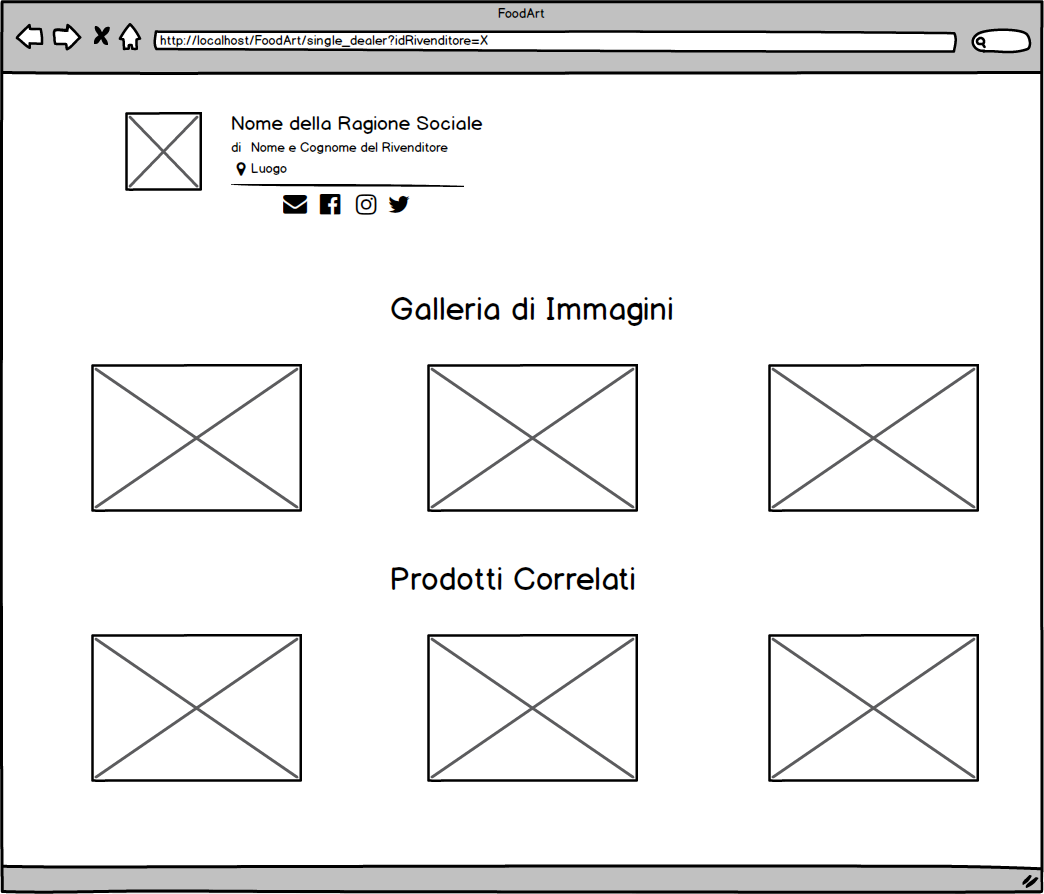 FoodArt
http://localhost/FoodArt/single_dealer?idRivenditore=X
Nome della Ragione Sociale
di Nome e Cognome del Rivenditore
Luogo
Galleria di Immagini
Prodotti Correlati